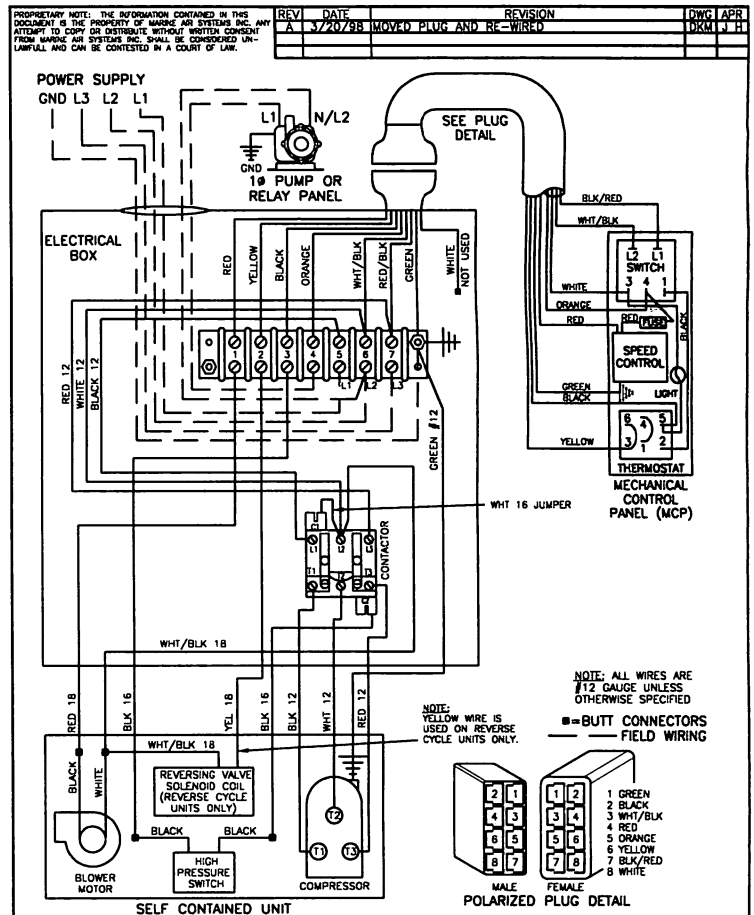 PROPRIETARY NOTE: THE INFORMATION CONTAINED IN THIS
DOCUMENT IS THE PROPERTY OF MARINE AIR SYSTEMS INC. ANY
ATTEMPT TO COPY OR DISTRIBUTE WITHOUT WRITTEN CONSENT
FROM MARINE AIR SYSTEMS INC. SHALL BE CONSIDERED UN-
LAWFULL AND CAN BE CONTESTED IN A COURT OF LAW.
REV DATE REVISION DWG APR
A 3/20/98 MOVED PLUG AND RE-WIRED DKM J H
POWER SUPPLY
GND L3 L2 L1
L1 N/L2
GND
1ø PUMP OR
RELAY PANEL
SEE PLUG
DETAIL
BLK/RED
WHT/BLK
ELECTRICAL
BOX
RED
YELLOW
BLACK
ORANGE
WHT/BLK
RED/BLK
GREEN
WHITE
NOT USED
L2 L1
SWITCH
3 4 1
WHITE
ORANGE
RED
RED
FUSE
BLACK
SPEED
CONTROL
GREEN
BLACK
LIGHT
YELLOW
6 4 5
3 1 2
THERMOSTAT
MECHANICAL
CONTROL
PANEL (MCP)
1 2 3 4 5 6 7
L1 L2 L3
RED 12
WHITE 12
BLACK 12
GREEN #12
WHT 16 JUMPER
C1
L1 L2 L3
T1 T2 T3
C2
CONTACTOR
WHT/BLK 18
RED 18
BLK 16
YEL 18
BLK 16
BLK 12
WHT 12
RED 12
NOTE:
YELLOW WIRE IS
USED ON REVERSE
CYCLE UNITS ONLY.
NOTE: ALL WIRES ARE
#12 GAUGE UNLESS
OTHERWISE SPECIFIED
=BUTT CONNECTORS
FIELD WIRING
BLACK
WHITE
WHT/BLK 18
REVERSING VALVE
SOLENOID COIL
(REVERSE CYCLE
UNITS ONLY)
BLACK
BLACK
HIGH
PRESSURE
SWITCH
BLOWER
MOTOR
T2
T1 T3
COMPRESSOR
SELF CONTAINED UNIT
2 1
4 3
6 5
8 7
MALE
1 2
3 4
5 6
7 8
FEMALE
1 GREEN
2 BLACK
3 WHT/BLK
4 RED
5 ORANGE
6 YELLOW
7 BLK/RED
8 WHITE
POLARIZED PLUG DETAIL